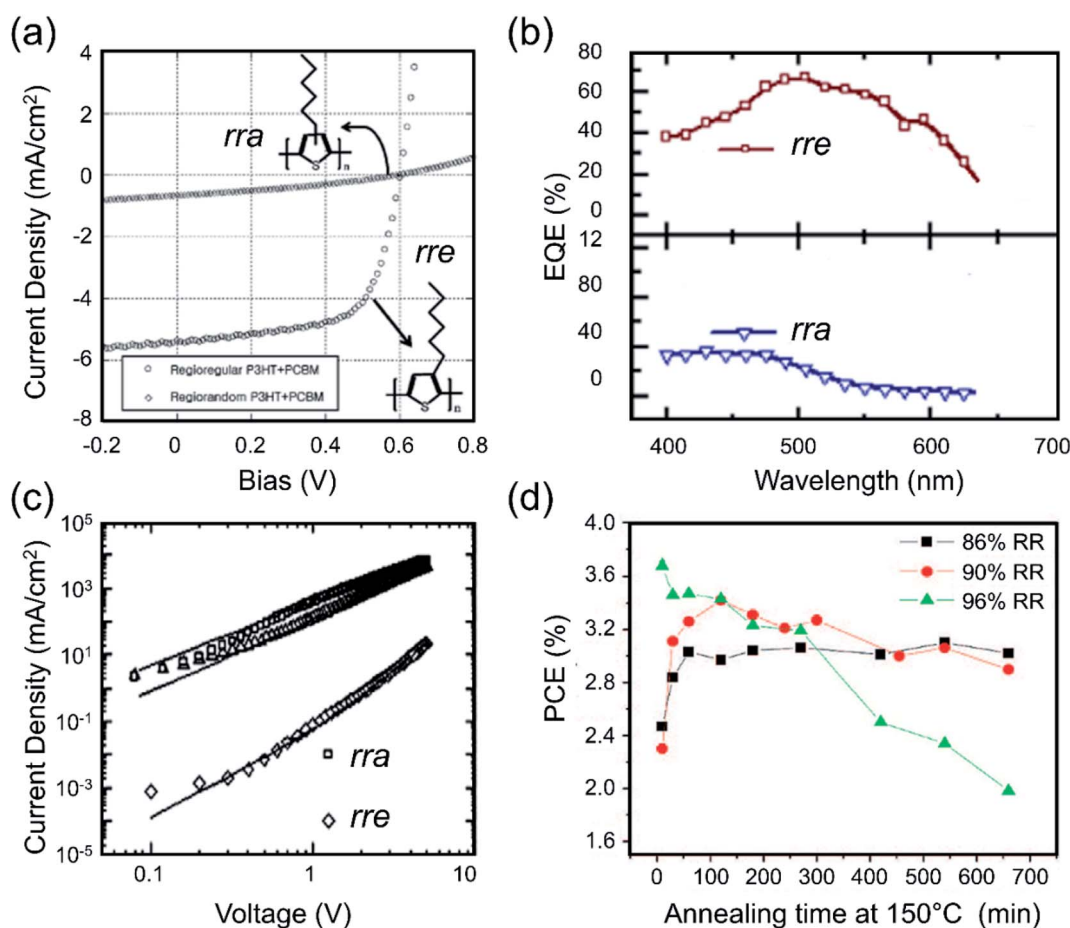 (a)
4
2
0
-2
-4
-6
-8
Current Density (mA/cm²)
rra
[ S ]n
rre
[ S ]n
Regioregular P3HT+PCBM
Regiorandom P3HT+PCBM
-0.2 0 0.2 0.4 0.6 0.8
Bias (V)
(b)
80
60
40
20
0
12
40
0
EQE (%)
rre
rra
400 500 600 700
Wavelength (nm)
(c)
10⁵
10³
10¹
10⁻¹
10⁻³
10⁻⁵
Current Density (mA/cm²)
rra
rre
0.1 1 10
Voltage (V)
(d)
4.0
3.6
3.2
2.8
2.4
2.0
1.6
PCE (%)
86% RR
90% RR
96% RR
0 100 200 300 400 500 600 700
Annealing time at 150°C (min)